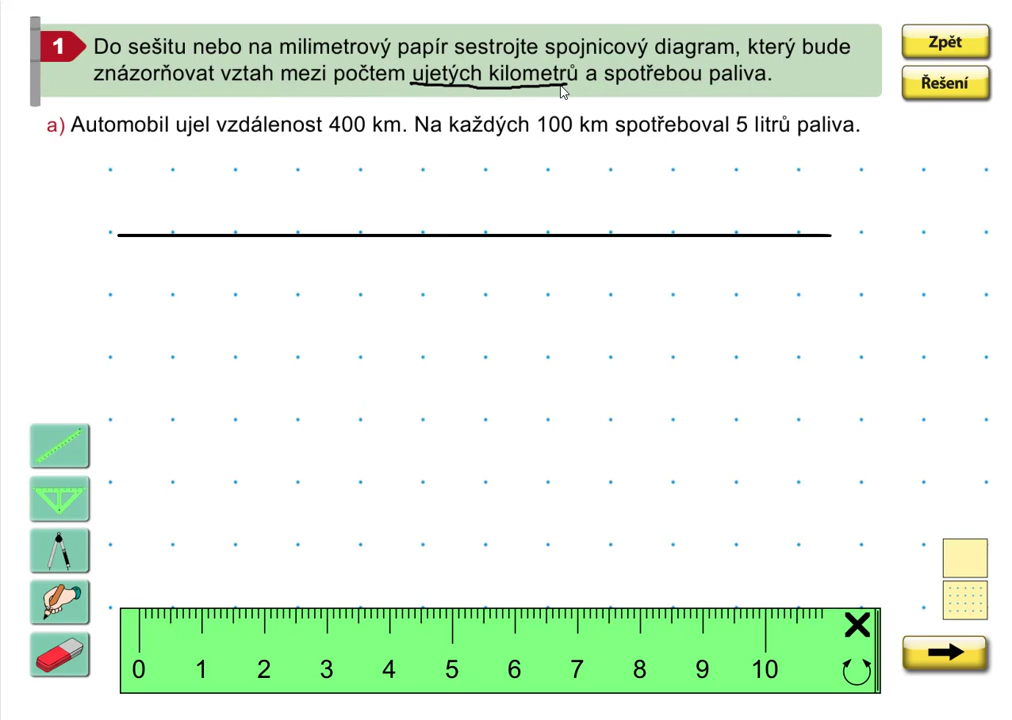 1 Do sešitu nebo na milimetrový papír sestrojte spojnicový diagram, který bude
znázorňovat vztah mezi počtem ujetých kilometrů a spotřebou paliva.
Zpět
Řešení
a) Automobil ujel vzdálenost 400 km. Na každých 100 km spotřeboval 5 litrů paliva.
0 1 2 3 4 5 6 7 8 9 10